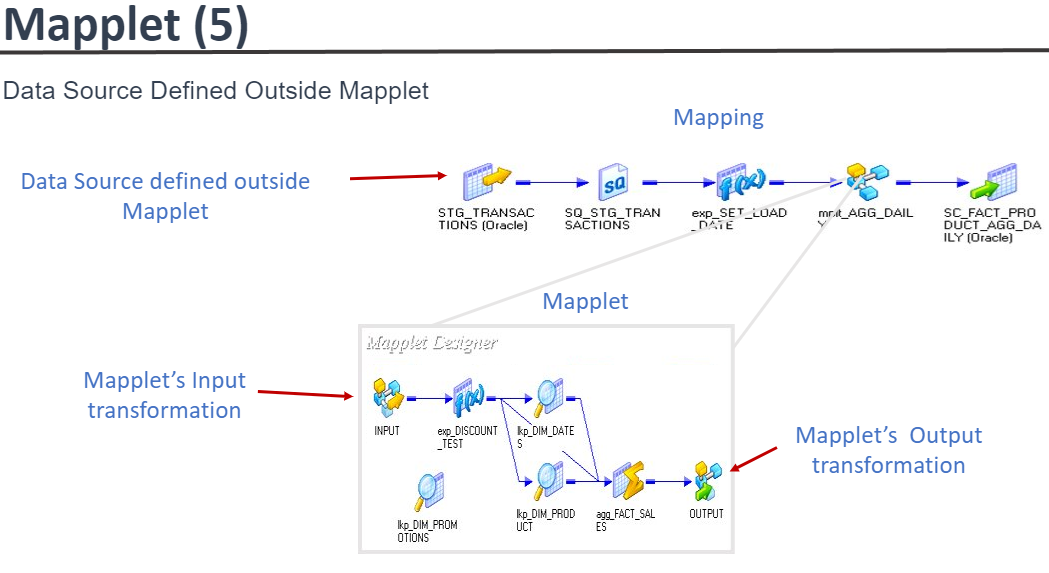 Mapplet (5)
Data Source Defined Outside Mapplet
Mapping
Data Source defined outside
Mapplet
STG_TRANSAC
TIONS (Oracle)
SQ_STG_TRAN
SACTIONS
exp_SET_LOAD
_DATE
mplt_AGG_DAIL
Y
SC_FACT_PRO
DUCT_AGG_DA
ILY (Oracle)
Mapplet
Mapplet Designer
Mapplet’s Input
transformation
INPUT
exp_DISCOUNT
_TEST
lkp_DIM_DATE
S
Mapplet’s Output
transformation
lkp_DIM_PROM
OTIONS
lkp_DIM_PROD
UCT
agg_FACT_SAL
ES
OUTPUT